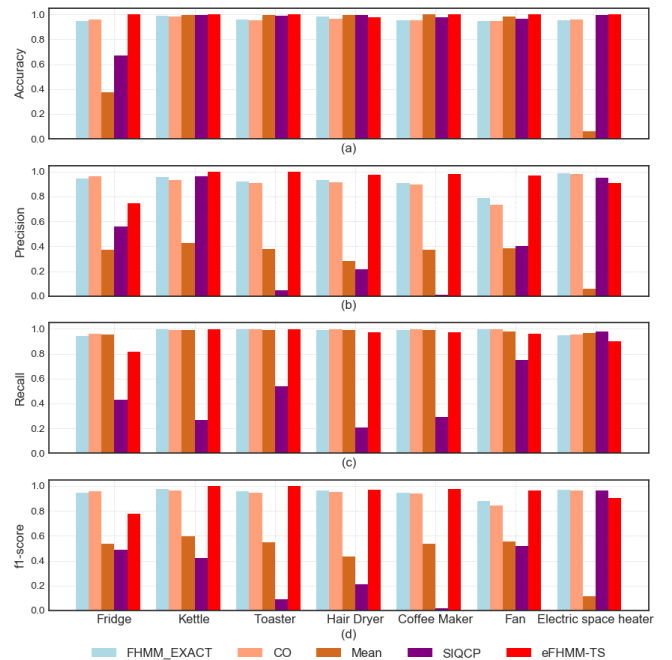 1.0
0.8
0.6
0.4
0.2
0.0
Accuracy
(a)
1.0
0.8
0.6
0.4
0.2
0.0
Precision
(b)
1.0
0.8
0.6
0.4
0.2
0.0
Recall
(c)
1.0
0.8
0.6
0.4
0.2
0.0
f1-score
Fridge Kettle Toaster Hair Dryer Coffee Maker Fan Electric space heater
(d)
FHMM_EXACT CO Mean SIQCP eFHMM-TS